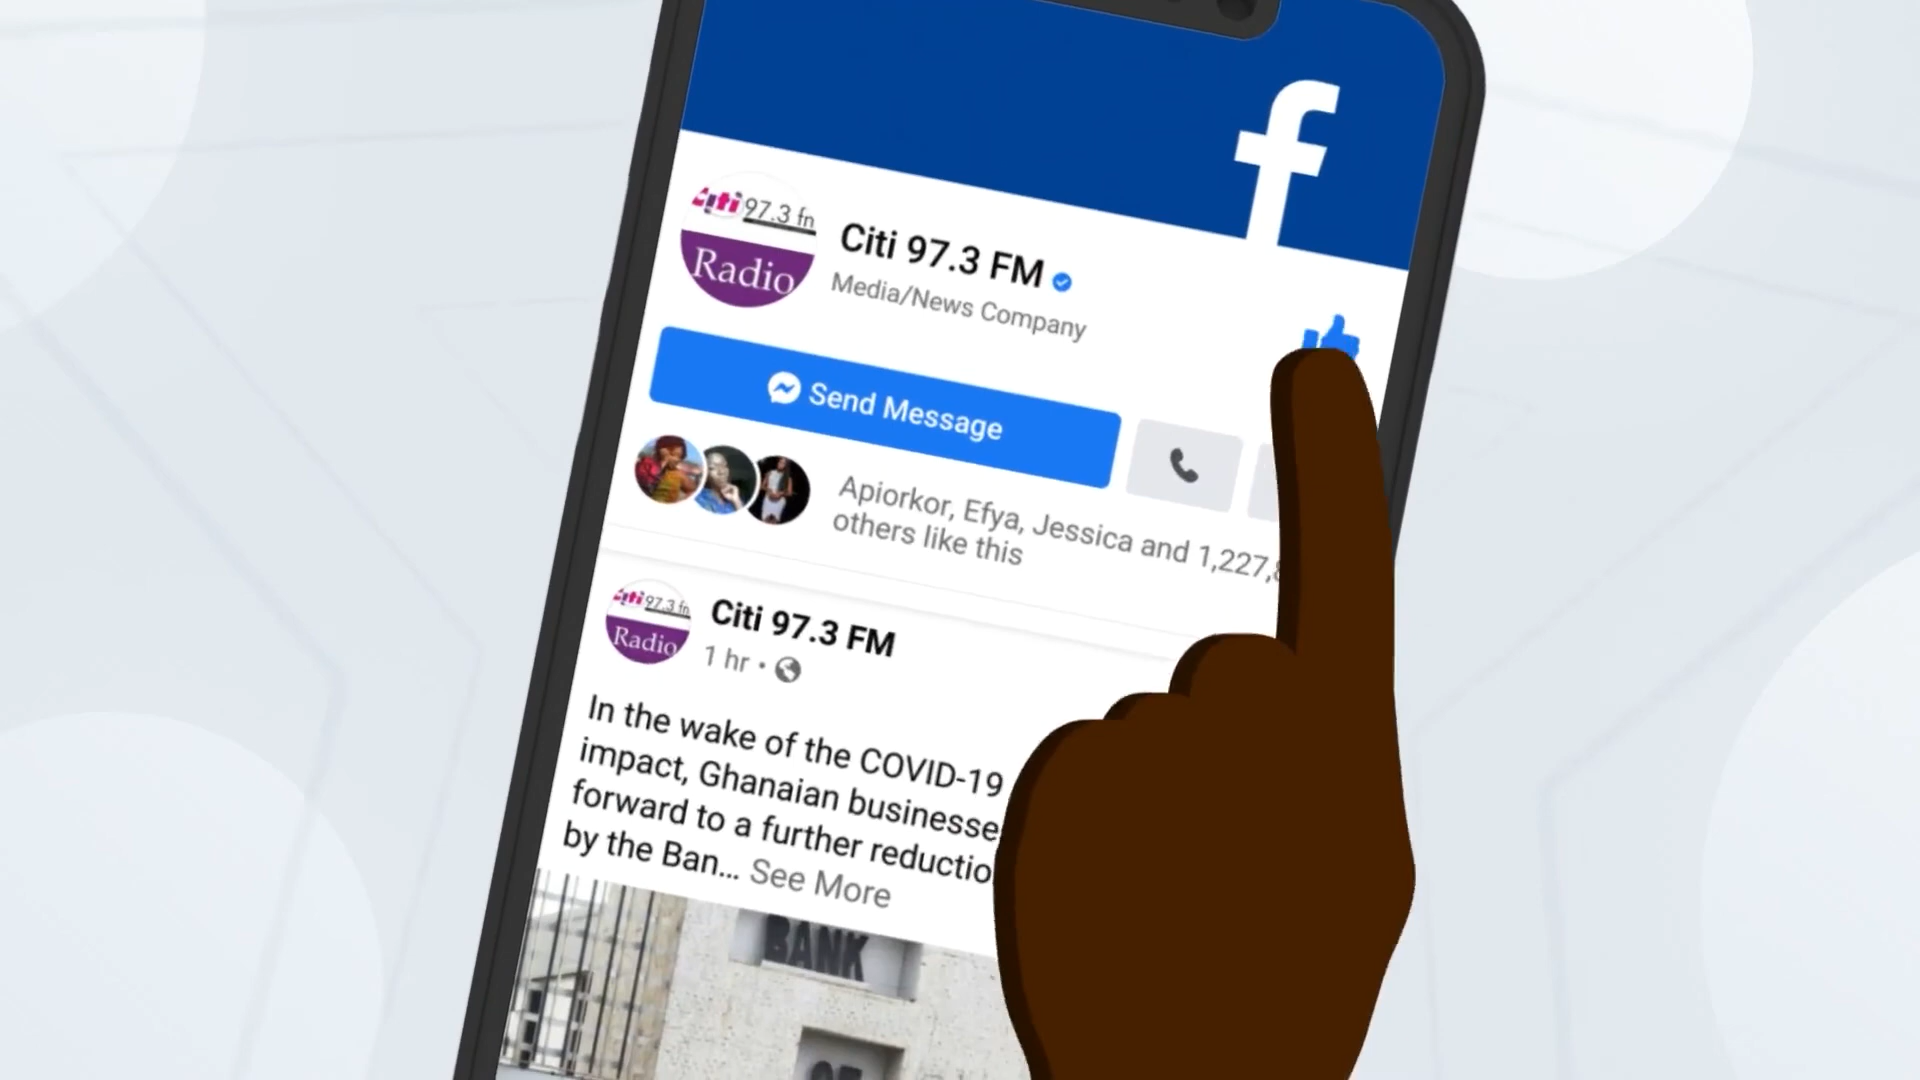 f
citi 97.3 fm
Radio
Citi 97.3 FM
Media/News Company
Send Message
Apiorkor, Efya, Jessica and 1,227,
others like this
citi 97.3 fm
Radio
Citi 97.3 FM
1 hr •
In the wake of the COVID-19
impact, Ghanaian businesse
forward to a further reductio
by the Ban... See More
BANK
OF